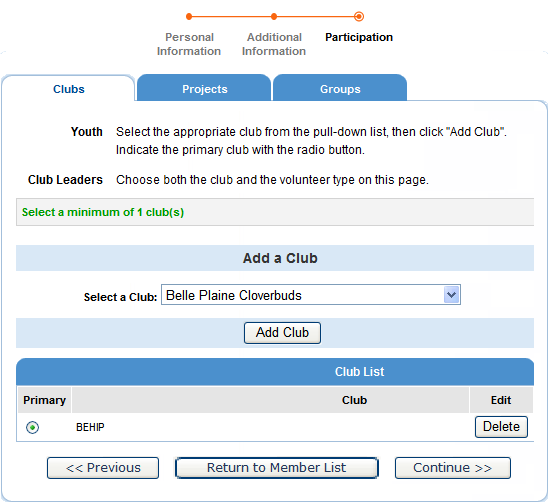 Personal Information
Additional Information
Participation
Clubs
Projects
Groups
Youth Select the appropriate club from the pull-down list, then click "Add Club".
Indicate the primary club with the radio button.
Club Leaders Choose both the club and the volunteer type on this page.
Select a minimum of 1 club(s)
Add a Club
Select a Club: Belle Plaine Cloverbuds
Add Club
Club List
Primary Club Edit
BEHIP Delete
<< Previous Return to Member List Continue >>